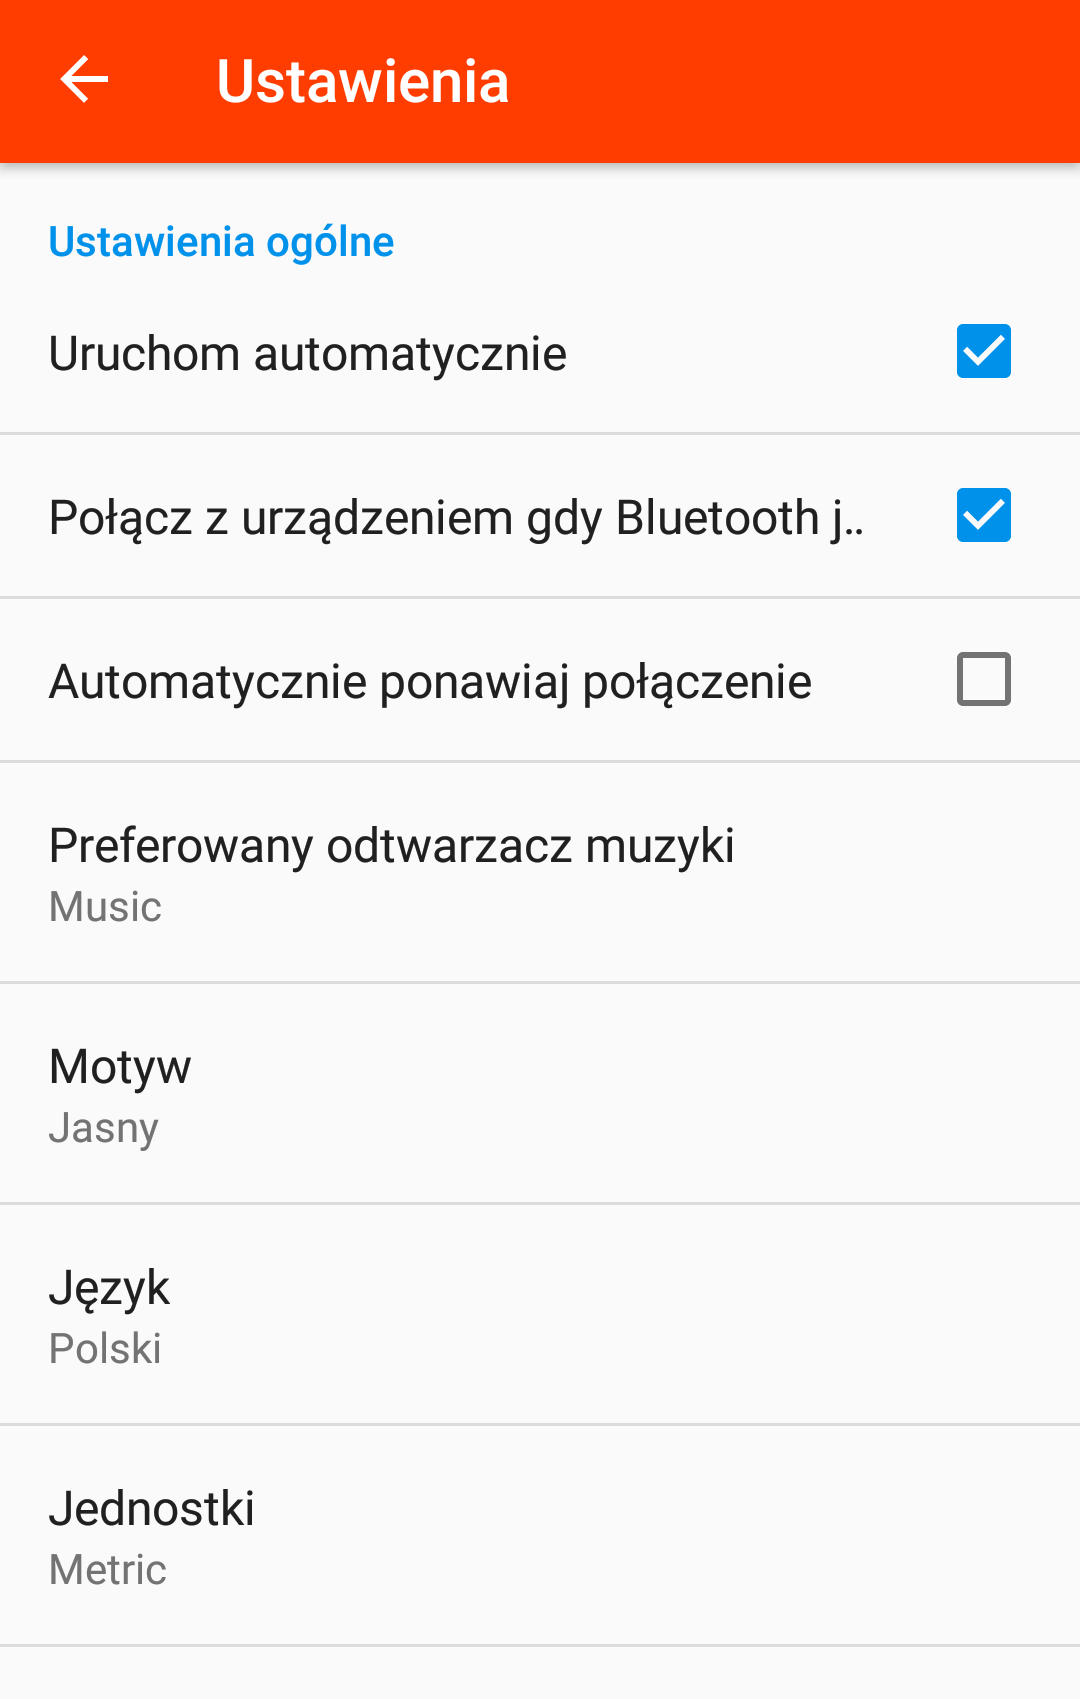 Ustawienia
Ustawienia ogólne
Uruchom automatycznie
Połącz z urządzeniem gdy Bluetooth j..
Automatycznie ponawiaj połączenie
Preferowany odtwarzacz muzyki
Music
Motyw
Jasny
Język
Polski
Jednostki
Metric